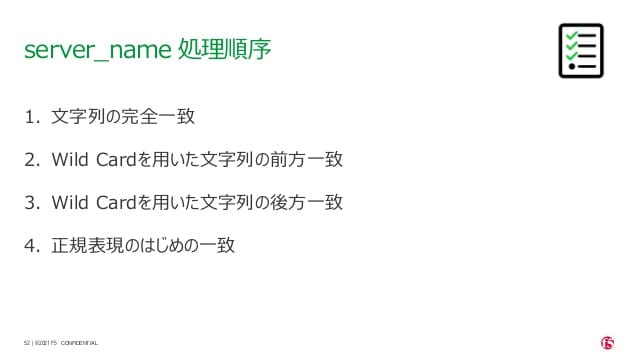 server_name 処理順序
1. 文字列の完全一致
2. Wild Cardを用いた文字列の前方一致
3. Wild Cardを用いた文字列の後方一致
4. 正規表現のはじめの一致
52 | ©2021 F5 CONFIDENTIAL
f5